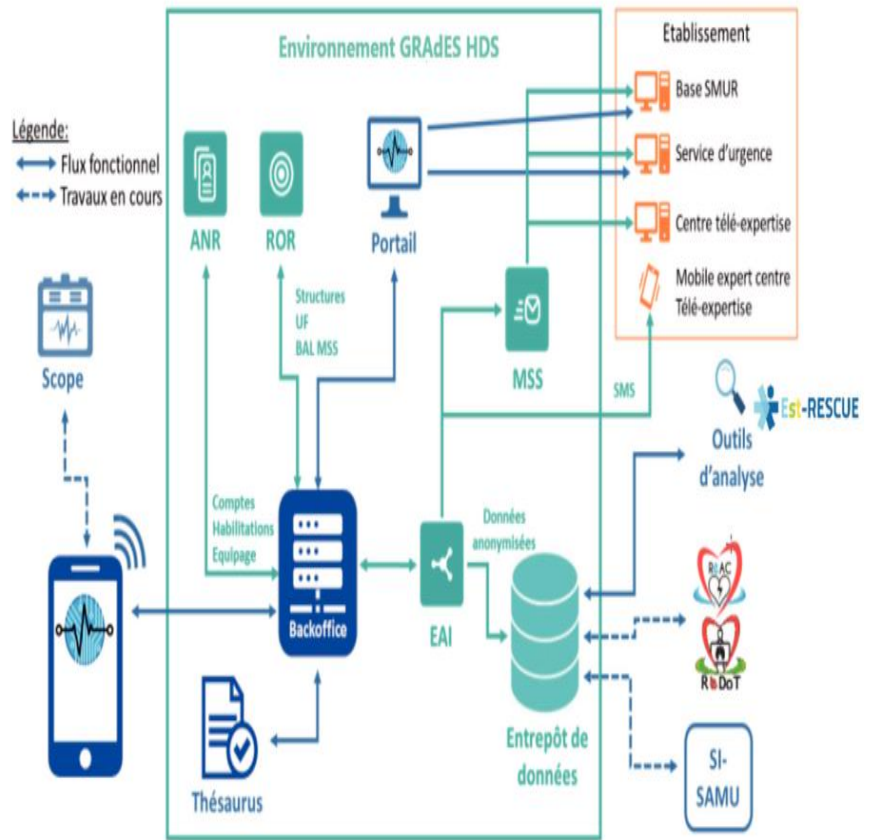 Environnement GRAdES HDS
Etablissement
Base SMUR
Service d'urgence
Centre télé-expertise
Mobile expert centre
Télé-expertise
Légende:
Flux fonctionnel
Travaux en cours
ANR
ROR
Portail
Structures
UF
BAL MSS
MSS
SMS
Scope
Est-RESCUE
Outils
d'analyse
Comptes
Habilitations
Equipage
Données
anonymisées
Backoffice
EAI
RéAC
Entrepôt de
données
Thésaurus
SI-
SAMU